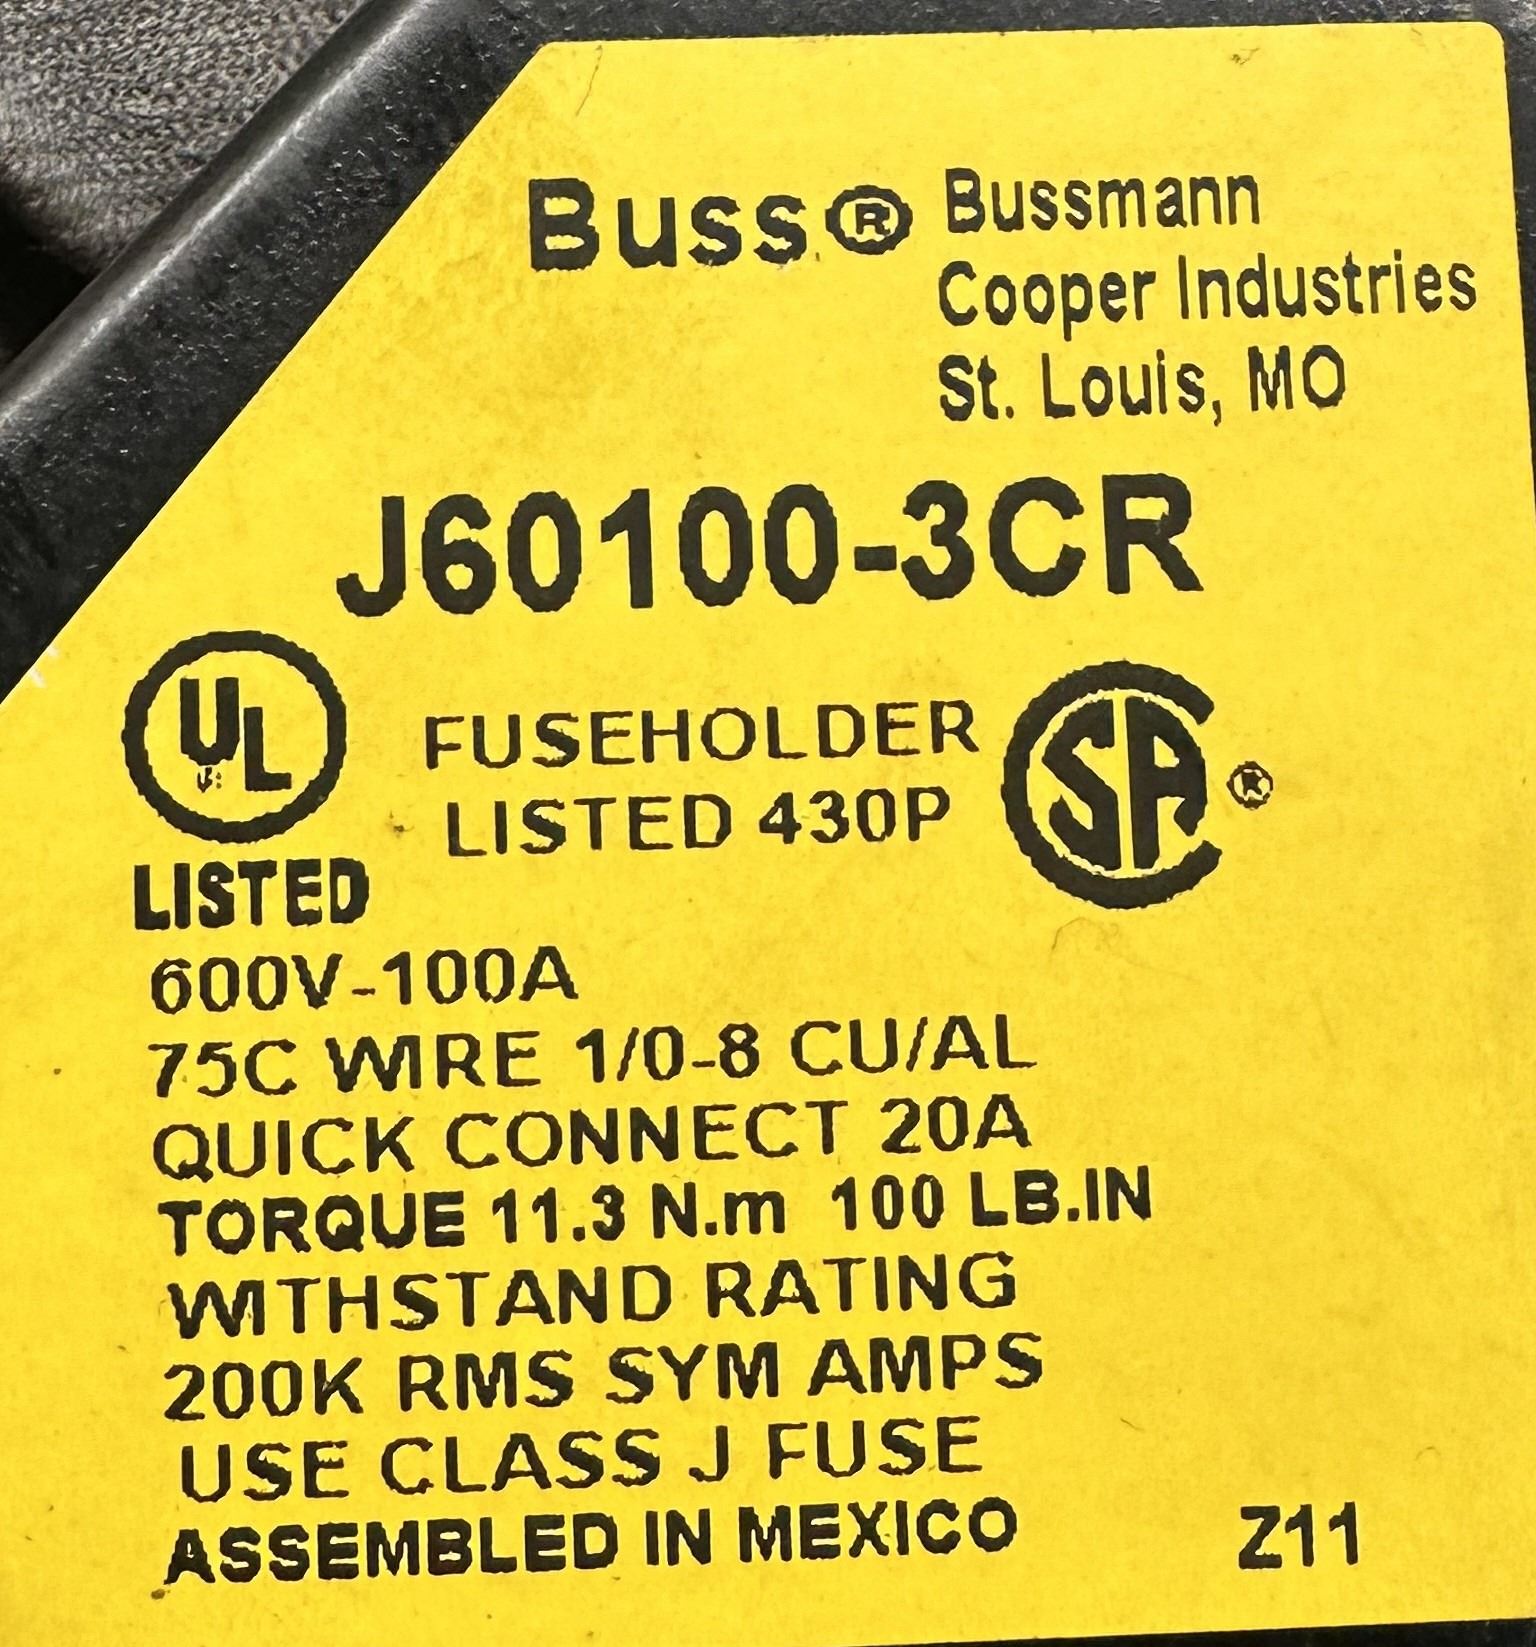 Buss® Bussmann
Cooper Industries
St. Louis, MO
J60100-3CR
UL
LISTED
FUSEHOLDER
LISTED 430P
SA®
600V-100A
75C WIRE 1/0-8 CU/AL
QUICK CONNECT 20A
TORQUE 11.3 N.m 100 LB.IN
WITHSTAND RATING
200K RMS SYM AMPS
USE CLASS J FUSE
ASSEMBLED IN MEXICO Z11